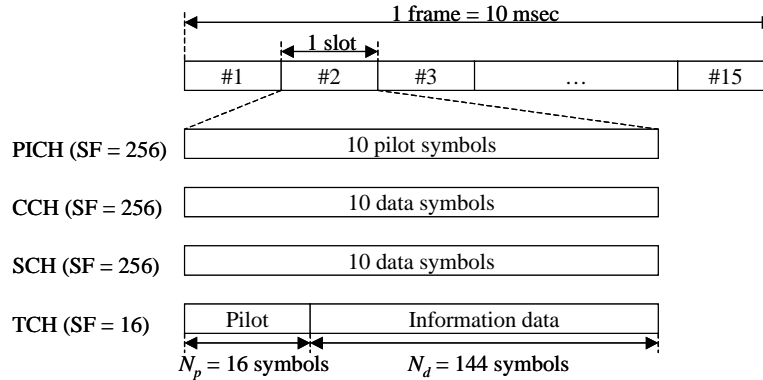 1 frame = 10 msec
1 slot
#1 #2 #3 … #15
PICH (SF = 256) 10 pilot symbols
CCH (SF = 256) 10 data symbols
SCH (SF = 256) 10 data symbols
TCH (SF = 16) Pilot Information data
Np = 16 symbols Nd = 144 symbols